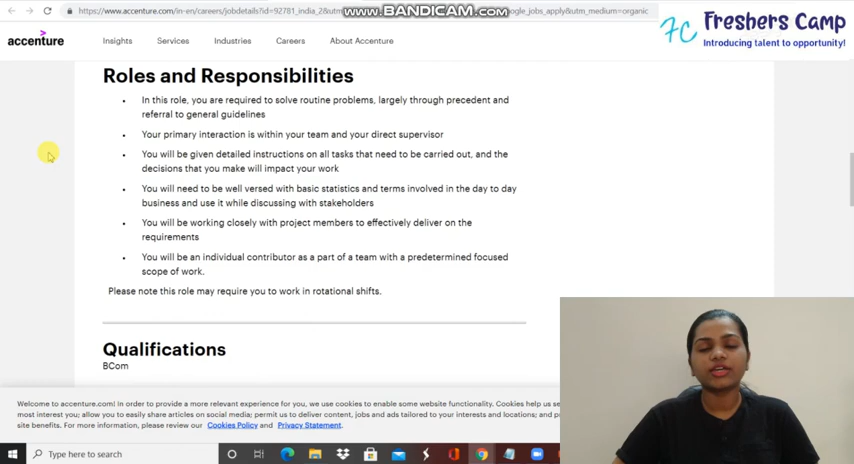 https://www.accenture.com/in-en/careers/jobdetails?id=92781_india_2&utm
www.BANDICAM.com
ogle_jobs_apply&utm_medium=organic
7C Freshers Camp
Introducing talent to opportunity!
accenture
Insights Services Industries Careers About Accenture
Roles and Responsibilities
• In this role, you are required to solve routine problems, largely through precedent and
referral to general guidelines
• Your primary interaction is within your team and your direct supervisor
• You will be given detailed instructions on all tasks that need to be carried out, and the
decisions that you make will impact your work
• You will need to be well versed with basic statistics and terms involved in the day to day
business and use it while discussing with stakeholders
• You will be working closely with project members to effectively deliver on the
requirements
• You will be an individual contributor as a part of a team with a predetermined focused
scope of work.
Please note this role may require you to work in rotational shifts.
Qualifications
BCom
Welcome to accenture.com! In order to provide a more relevant experience for you, we use cookies to enable some website functionality. Cookies help us se
most interest you; allow you to easily share articles on social media; permit us to deliver content, jobs and ads tailored to your interests and locations; and p
site benefits. For more information, please review our Cookies Policy and Privacy Statement.
Type here to search